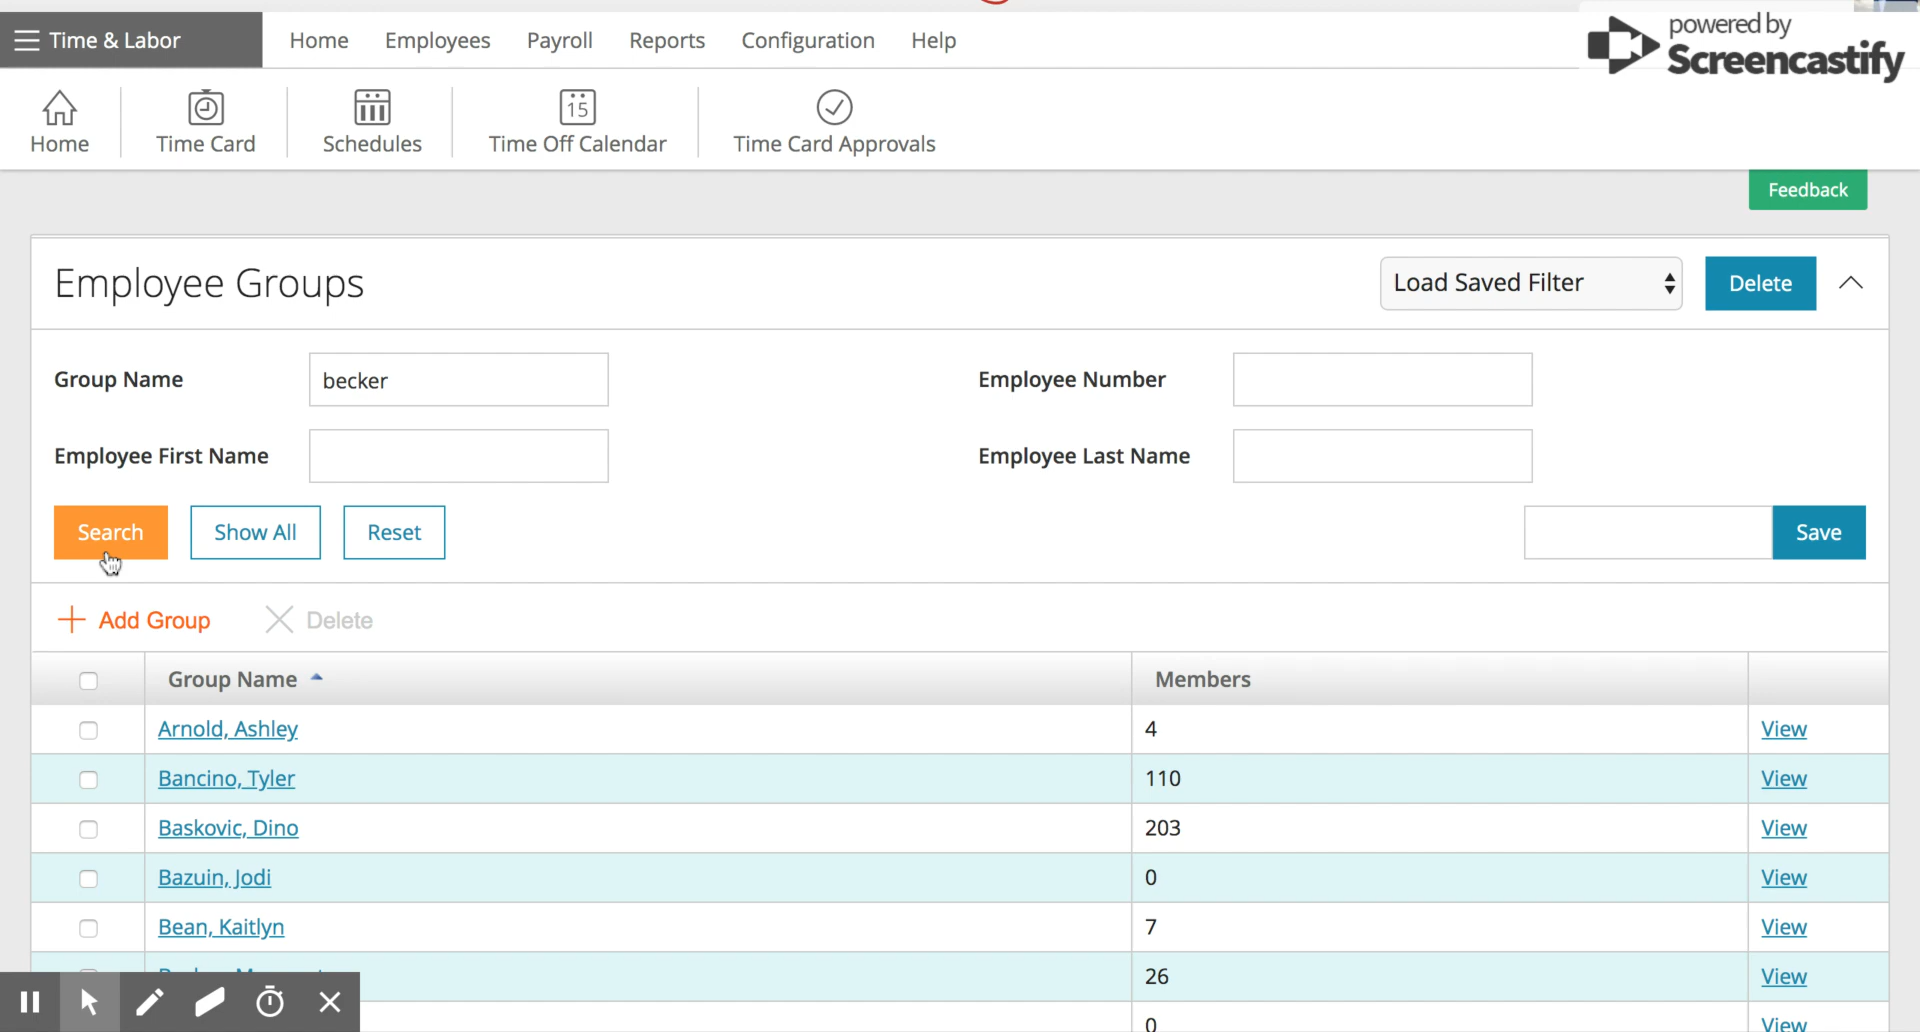 Time & Labor
Home Employees Payroll Reports Configuration Help
powered by
Screencastify
Home Time Card Schedules 15 Time Off Calendar Time Card Approvals
Feedback
Employee Groups Load Saved Filter Delete
Group Name becker Employee Number
Employee First Name Employee Last Name
Search Show All Reset Save
Add Group Delete
Group Name Members
Arnold, Ashley 4 View
Bancino, Tyler 110 View
Baskovic, Dino 203 View
Bazuin, Jodi 0 View
Bean, Kaitlyn 7 View
26 View
0 View